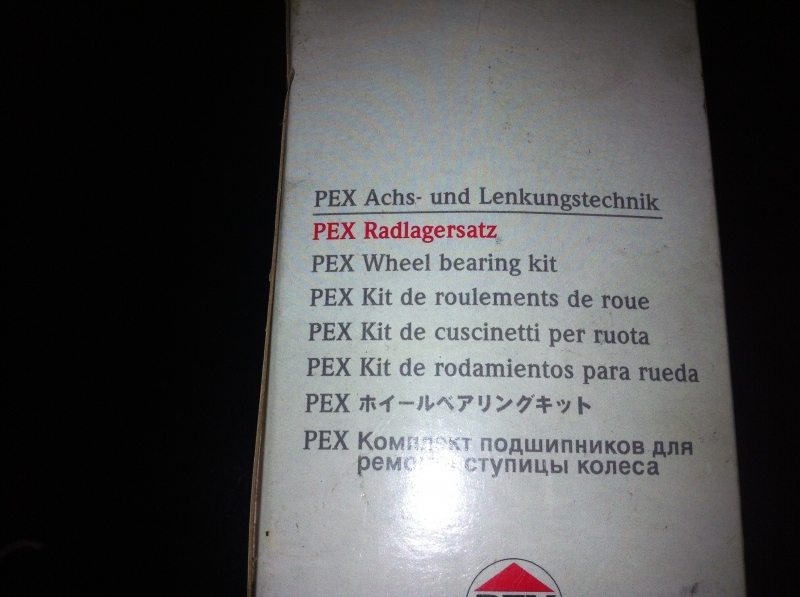 PEX Achs- und Lenkungstechnik
PEX Radlagersatz
PEX Wheel bearing kit
PEX Kit de roulements de roue
PEX Kit de cuscinetti per ruota
PEX Kit de rodamientos para rueda
PEX ホイールベアリングキット
PEX Комплект подшипников для
ступицы колеса